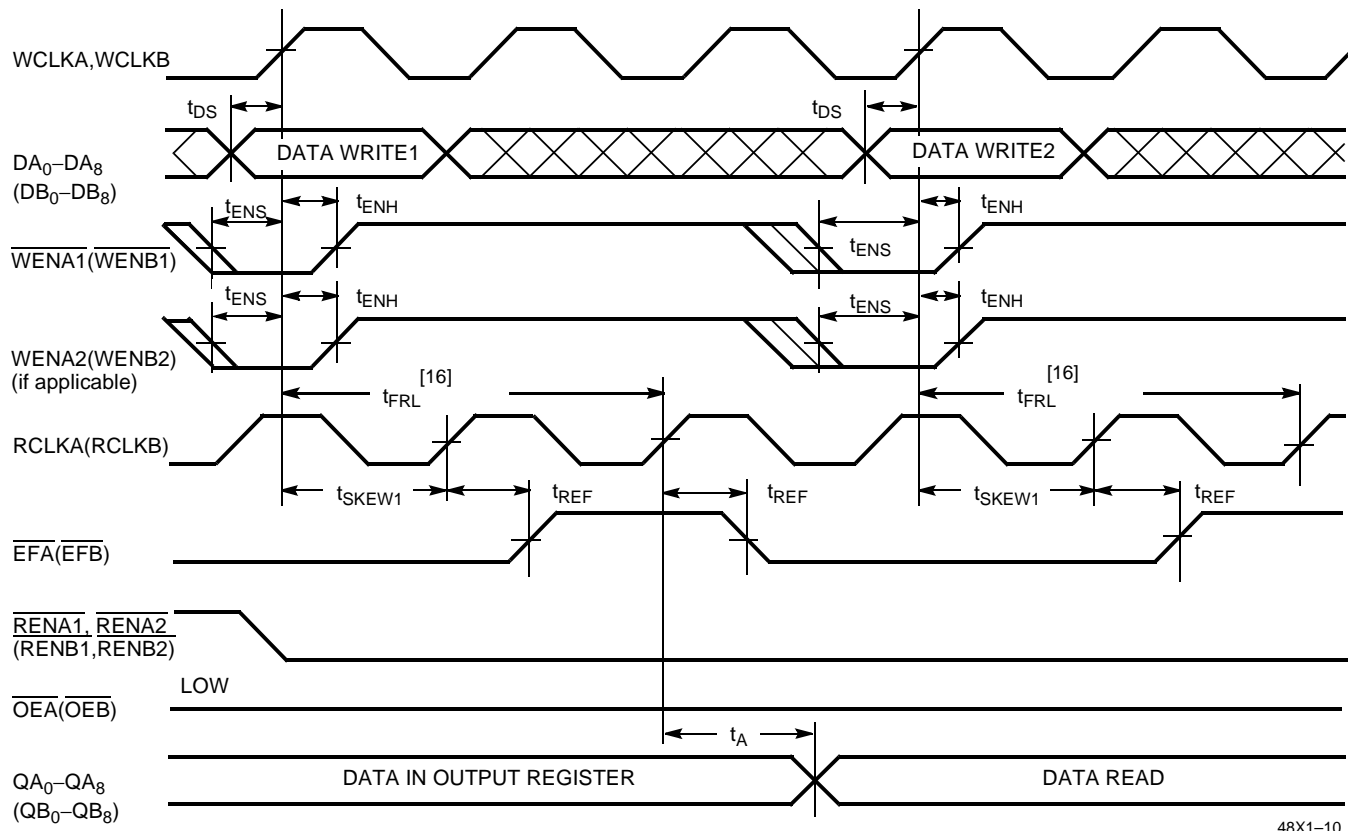 WCLKA,WCLKB
tDS
tDS
DA0–DA8
(DB0–DB8)
DATA WRITE1
DATA WRITE2
tENS
tENH
tENS
tENH
WENA1(WENB1)
tENS
tENH
tENS
tENH
WENA2(WENB2)
(if applicable)
[16]
tFRL
[16]
tFRL
RCLKA(RCLKB)
tSKEW1
tREF
tREF
tSKEW1
tREF
EFA(EFB)
RENA1, RENA2
(RENB1,RENB2)
LOW
OEA(OEB)
tA
QA0–QA8
(QB0–QB8)
DATA IN OUTPUT REGISTER
DATA READ
48X1–10